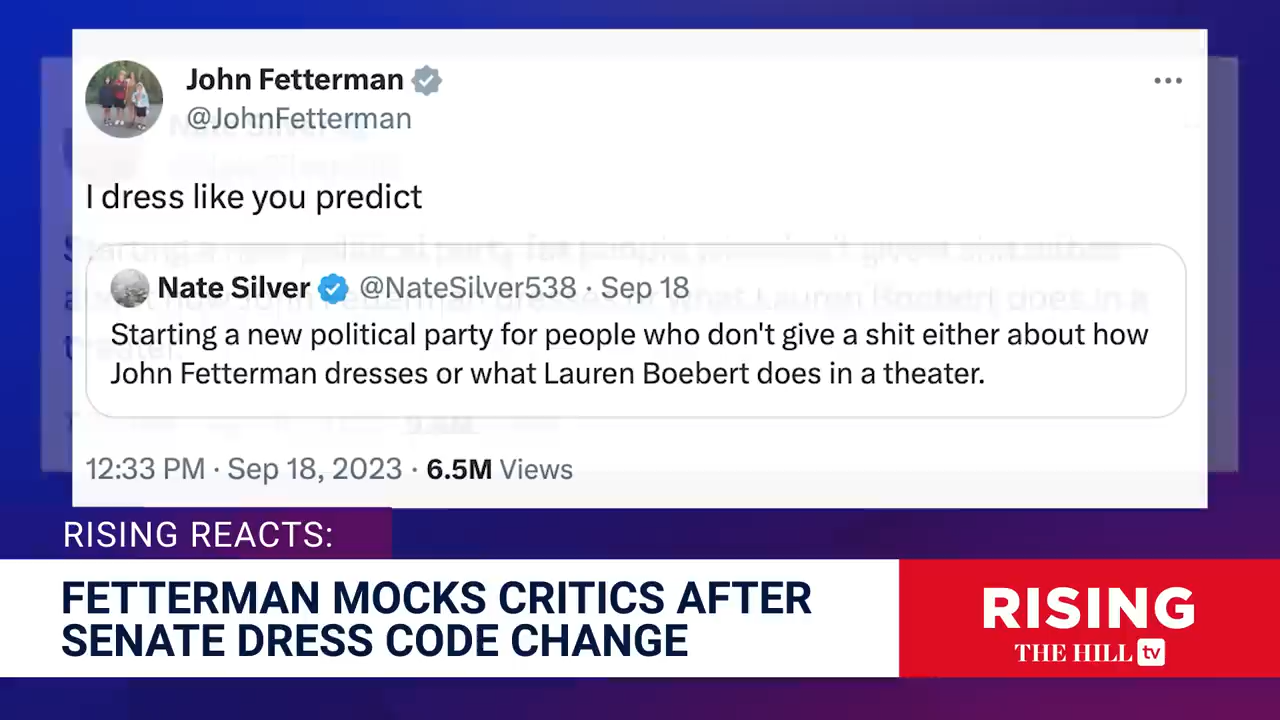 John Fetterman
@JohnFetterman
I dress like you predict
Nate Silver @NateSilver538 · Sep 18
Starting a new political party for people who don't give a shit either about how
John Fetterman dresses or what Lauren Boebert does in a theater.
12:33 PM · Sep 18, 2023 · 6.5M Views
RISING REACTS:
FETTERMAN MOCKS CRITICS AFTER
SENATE DRESS CODE CHANGE
RISING
THE HILL tv